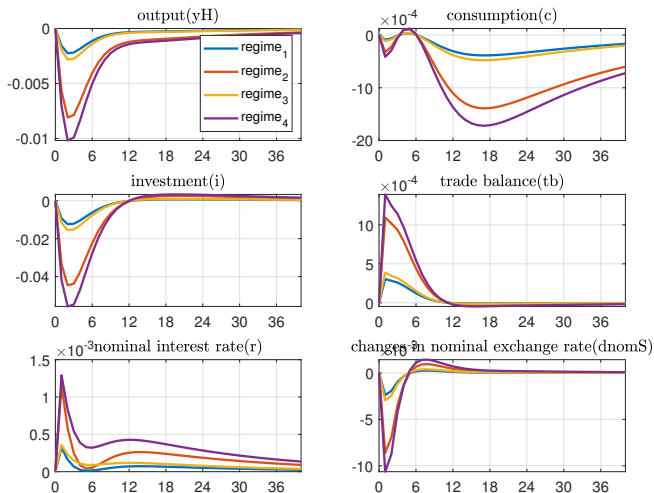 output(yH)
0
-0.005
-0.01
0 6 12 18 24 30 36
regime1
regime2
regime3
regime4
consumption(c)
×10-4
0
-10
-20
0 6 12 18 24 30 36
investment(i)
0
-0.02
-0.04
0 6 12 18 24 30 36
trade balance(tb)
×10-4
10
5
0
0 6 12 18 24 30 36
nominal interest rate(r)
×10-3
1.5
1
0.5
0
0 6 12 18 24 30 36
changes in nominal exchange rate(dnomS)
×10-3
0
-5
-10
0 6 12 18 24 30 36